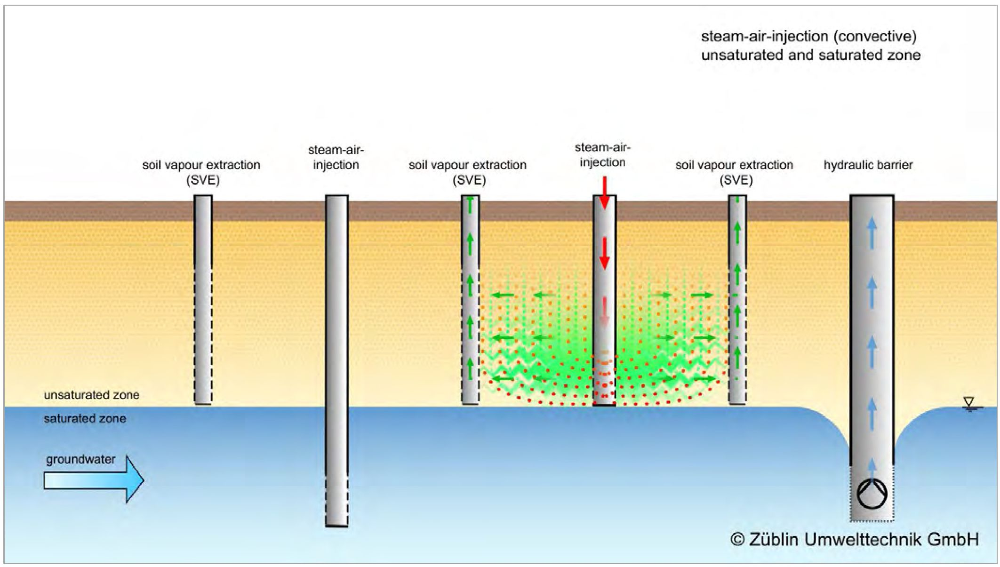 steam-air-injection (convective)
unsaturated and saturated zone
soil vapour extraction
(SVE)
steam-air-
injection
soil vapour extraction
(SVE)
steam-air-
injection
soil vapour extraction
(SVE)
hydraulic barrier
unsaturated zone
saturated zone
groundwater
© Züblin Umwelttechnik GmbH